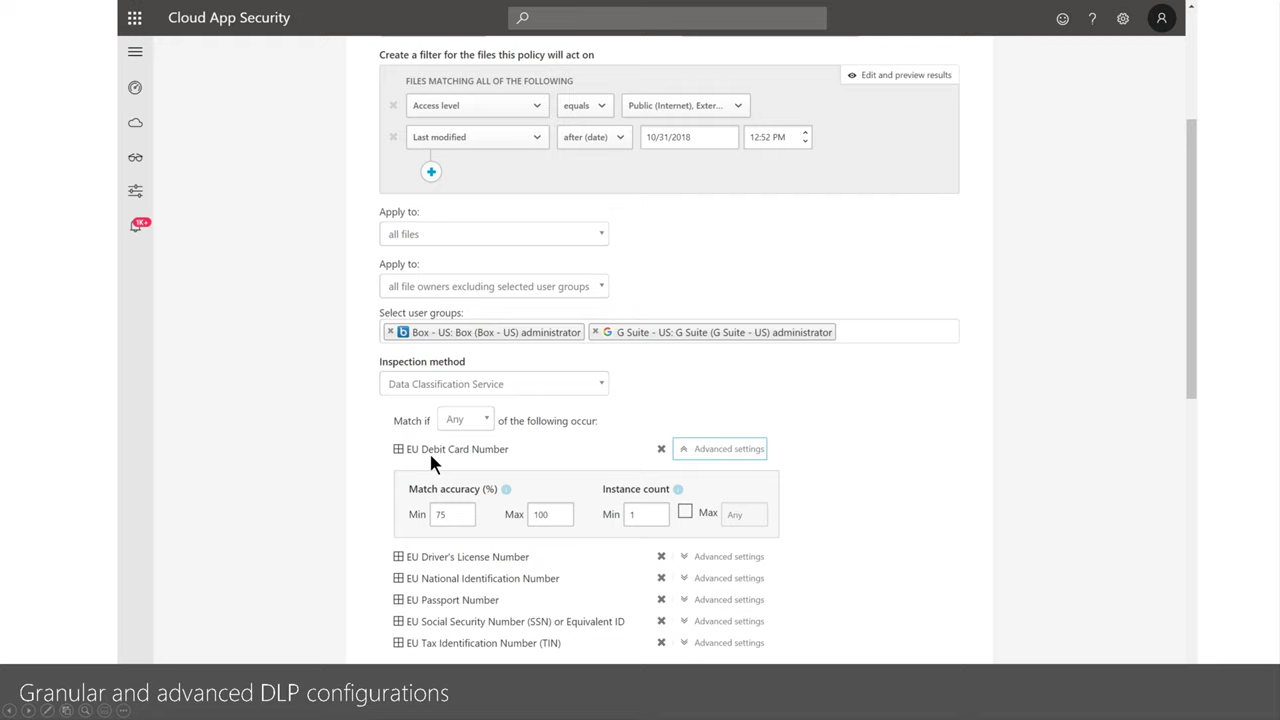 Cloud App Security
Create a filter for the files this policy will act on
Edit and preview results
FILES MATCHING ALL OF THE FOLLOWING
Access level equals Public (Internet), Exter...
Last modified after (date) 10/31/2018 12:52 PM
1K+
Apply to:
all files
Apply to:
all file owners excluding selected user groups
Select user groups:
Box - US: Box (Box - US) administrator G Suite - US: G Suite (G Suite - US) administrator
Inspection method
Data Classification Service
Match if Any of the following occur:
EU Debit Card Number Advanced settings
Match accuracy (%) Instance count
Min 75 Max 100 Min 1 Max Any
EU Driver's License Number Advanced settings
EU National Identification Number Advanced settings
EU Passport Number Advanced settings
EU Social Security Number (SSN) or Equivalent ID Advanced settings
EU Tax Identification Number (TIN) Advanced settings
Granular and advanced DLP configurations